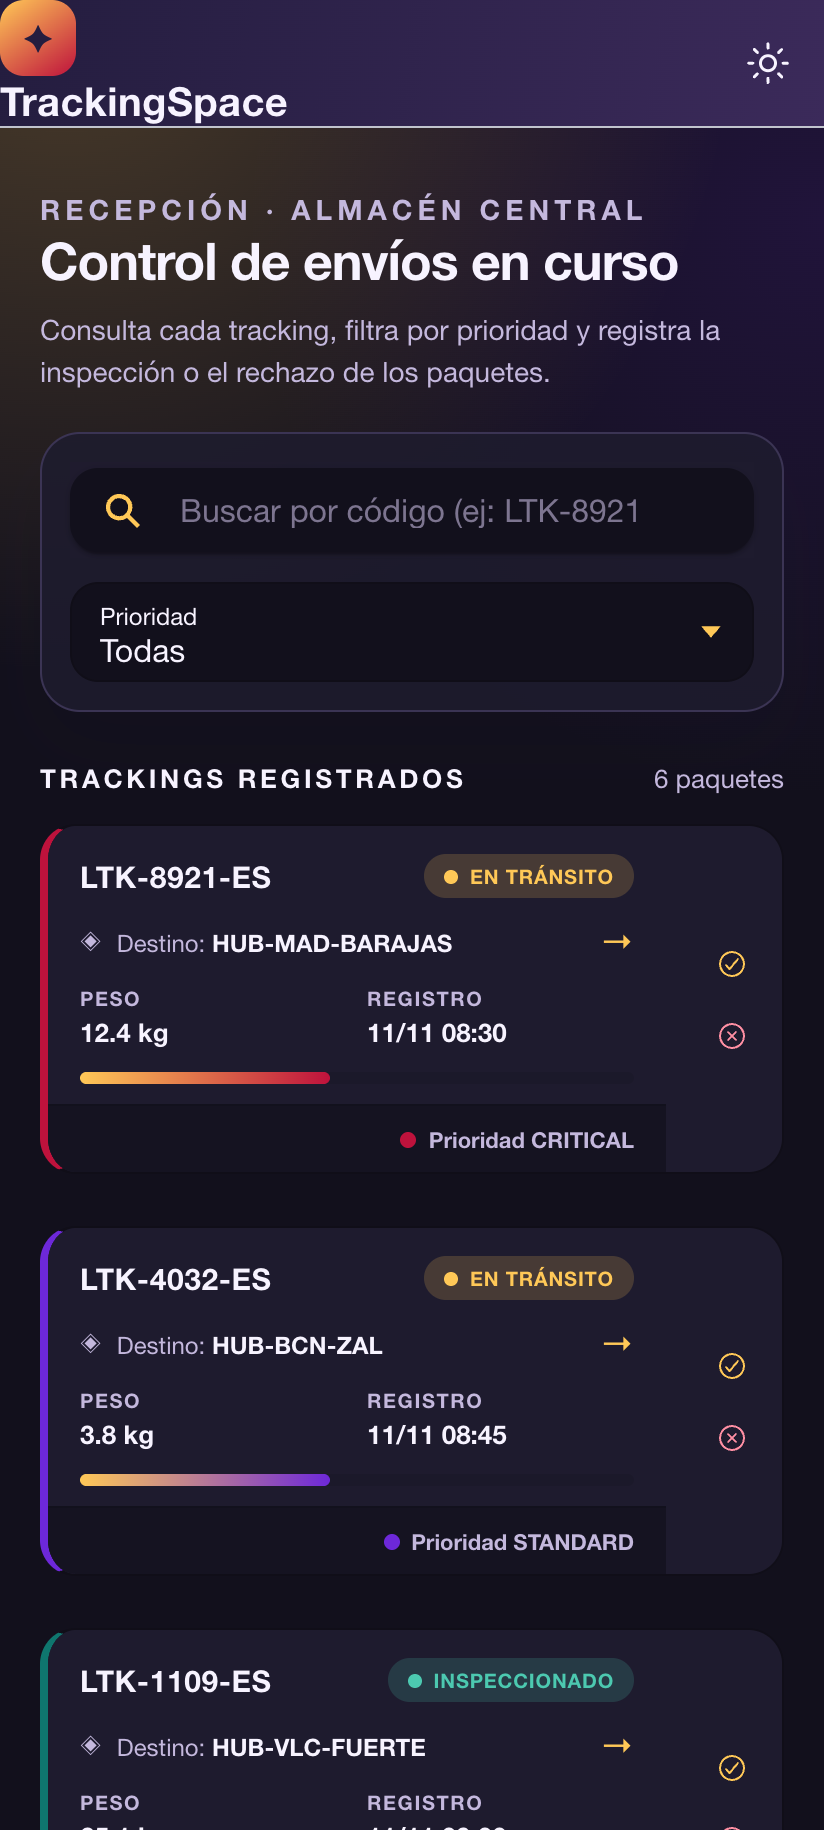 TrackingSpace
RECEPCIÓN · ALMACÉN CENTRAL
Control de envíos en curso
Consulta cada tracking, filtra por prioridad y registra la
inspección o el rechazo de los paquetes.
Buscar por código (ej: LTK-8921
Prioridad
Todas
TRACKINGS REGISTRADOS 6 paquetes
LTK-8921-ES EN TRÁNSITO
Destino: HUB-MAD-BARAJAS
PESO REGISTRO
12.4 kg 11/11 08:30
Prioridad CRITICAL
LTK-4032-ES EN TRÁNSITO
Destino: HUB-BCN-ZAL
PESO REGISTRO
3.8 kg 11/11 08:45
Prioridad STANDARD
LTK-1109-ES INSPECCIONADO
Destino: HUB-VLC-FUERTE
PESO REGISTRO